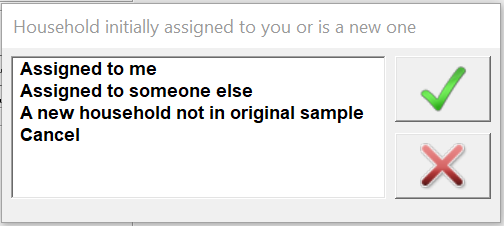 Household initially assigned to you or is a new one
Assigned to me
Assigned to someone else
A new household not in original sample
Cancel